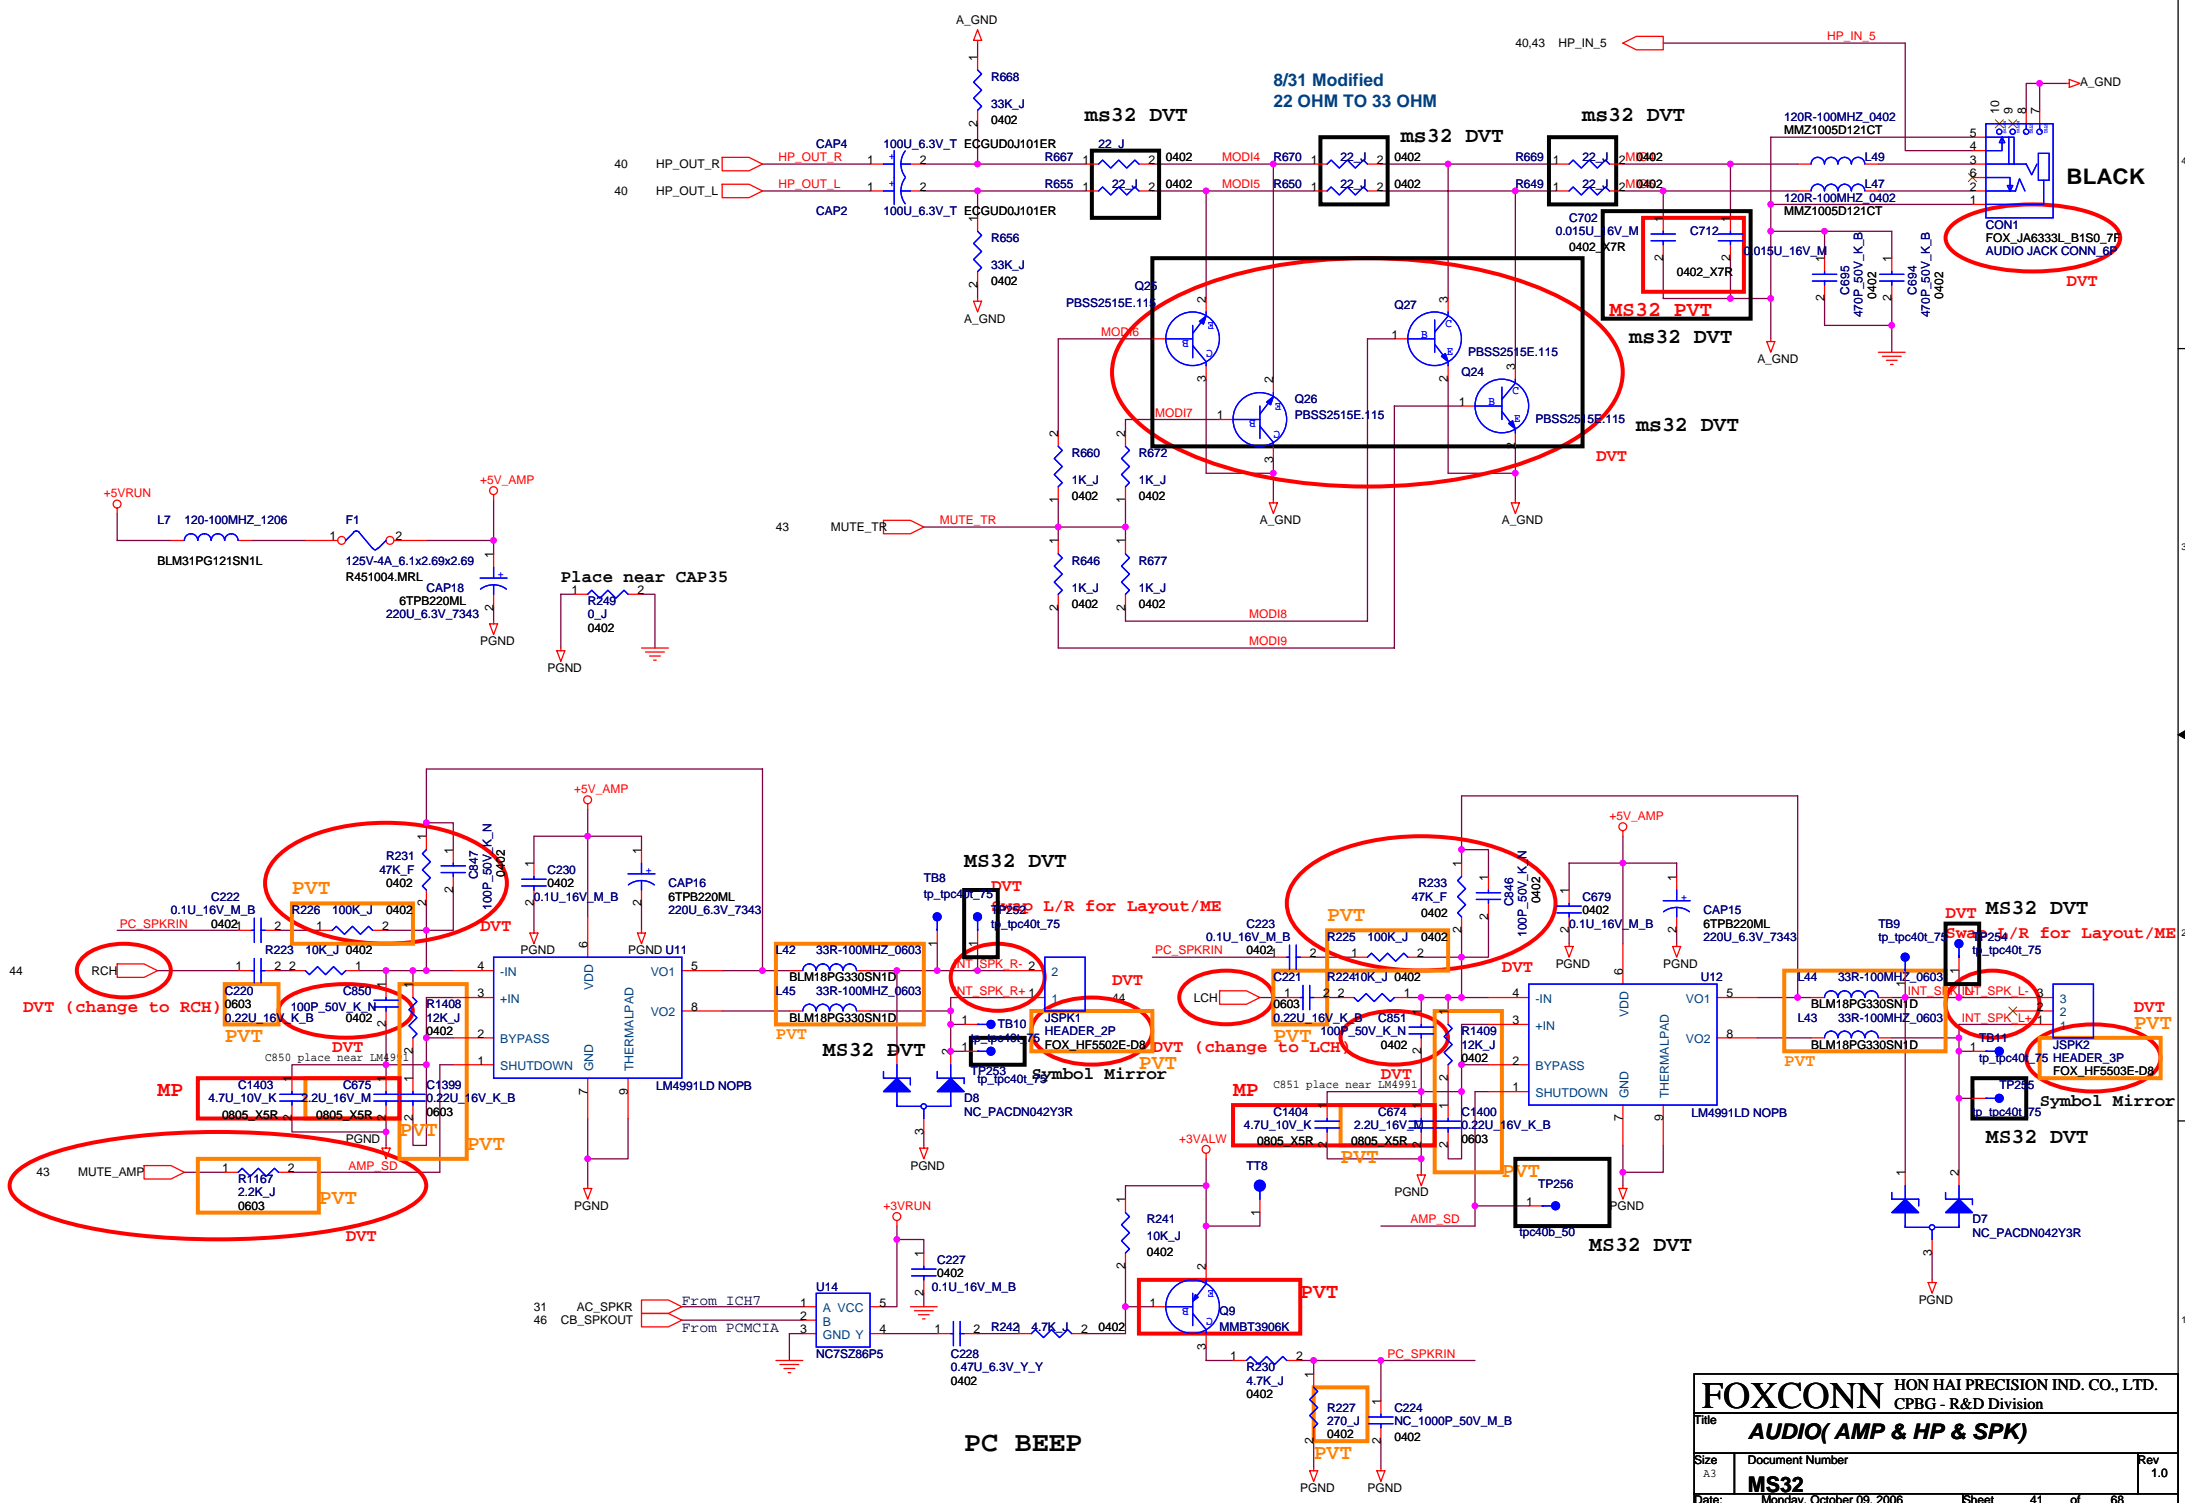 A_GND
R668
33K_J
0402
8/31 Modified
22 OHM TO 33 OHM
40,43 HP_IN_5
HP_IN_5
A_GND
ms32 DVT
ms32 DVT
ms32 DVT
120R-100MHZ_0402
MMZ1005D121CT
CAP4
100U_6.3V_T ECGUD0J101ER
40 HP_OUT_R
HP_OUT_R
R667
22_J
0402
MODI4
R670
22_J
0402
R669
22_J
0402
L49
40 HP_OUT_L
HP_OUT_L
R655
22_J
0402
MODI5
R650
22_J
0402
R649
22_J
0402
L47
BLACK
CAP2
100U_6.3V_T ECGUD0J101ER
120R-100MHZ_0402
MMZ1005D121CT
R656
33K_J
0402
A_GND
C702
0.015U_16V_M
0402_X7R
C712
0.015U_16V_M
0402_X7R
MS32 PVT
ms32 DVT
C695
470P_50V_K_B
0402
C694
470P_50V_K_B
0402
A_GND
CON1
FOX_JA6333L_B1S0_7F
AUDIO JACK CONN_6P
DVT
Q25
PBSS2515E.115
MODI6
Q27
PBSS2515E.115
Q26
PBSS2515E.115
MODI7
Q24
PBSS2515E.115
ms32 DVT
DVT
A_GND
A_GND
R660
1K_J
0402
R672
1K_J
0402
43 MUTE_TR
MUTE_TR
R646
1K_J
0402
R677
1K_J
0402
MODI8
MODI9
+5VRUN
L7 120-100MHZ_1206
BLM31PG121SN1L
F1
125V-4A_6.1x2.69x2.69
R451004.MRL
+5V_AMP
CAP18
6TPB220ML
220U_6.3V_7343
PGND
Place near CAP35
R249
0_J
0402
PGND
+5V_AMP
R231
47K_F
0402
C847
100P_50V_K_N
0402
PVT
C222
0.1U_16V_M_B
0402
PC_SPKRIN
R226 100K_J 0402
DVT
C230
0402
0.1U_16V_M_B
PGND
CAP16
6TPB220ML
220U_6.3V_7343
PGND
U11
44 RCH
R223 10K_J 0402
DVT (change to RCH)
C220
0603
0.22U_16V_K_B
PVT
C850
100P_50V_K_N
0402
DVT
C850 place near LM4991
R1408
12K_J
0402
-IN
+IN
BYPASS
SHUTDOWN
VDD
GND
THERMALPAD
VO1
VO2
LM4991LD NOPB
MP
C1403
4.7U_10V_K
0805_X5R
C675
2.2U_16V_M
0805_X5R
C1399
0.22U_16V_K_B
0603
PGND
PVT
PVT
43 MUTE_AMP
R1167
2.2K_J
0603
PVT
AMP_SD
DVT
PGND
L42 33R-100MHZ_0603
BLM18PG330SN1D
L45 33R-100MHZ_0603
BLM18PG330SN1D
PVT
MS32 DVT
TB8
tp_tpc40t_75
DVT
Swap L/R for Layout/ME
TP252
tp_tpc40t_75
INT_SPK_R-
INT_SPK_R+
DVT
TB10
tp_tpc40t_75
JSPK1
HEADER_2P
FOX_HF5502E-D8
PVT
MS32 DVT
TP253
tp_tpc40t_75
Symbol Mirror
D8
NC_PACDN042Y3R
PGND
+5V_AMP
R233
47K_F
0402
C846
100P_50V_K_N
0402
PVT
C223
0.1U_16V_M_B
0402
PC_SPKRIN
R225 100K_J 0402
DVT
C679
0402
0.1U_16V_M_B
PGND
CAP15
6TPB220ML
220U_6.3V_7343
PGND
U12
44
LCH
DVT (change to LCH)
C221
0603
0.22U_16V_K_B
PVT
R224 10K_J 0402
C851
100P_50V_K_N
0402
DVT
C851 place near LM4991
R1409
12K_J
0402
-IN
+IN
BYPASS
SHUTDOWN
VDD
GND
THERMALPAD
VO1
VO2
LM4991LD NOPB
MP
C1404
4.7U_10V_K
0805_X5R
C674
2.2U_16V_M
0805_X5R
C1400
0.22U_16V_K_B
0603
PVT
PVT
PGND
AMP_SD
TP256
tpc40b_50
MS32 DVT
PGND
L44 33R-100MHZ_0603
BLM18PG330SN1D
L43 33R-100MHZ_0603
BLM18PG330SN1D
PVT
TB9
tp_tpc40t_75
DVT
MS32 DVT
Swap L/R for Layout/ME
TP254
tp_tpc40t_75
INT_SPK_L-
INT_SPK_L+
DVT
PVT
TB11
tp_tpc40t_75
JSPK2
HEADER_3P
FOX_HF5503E-D8
TP255
tp_tpc40t_75
Symbol Mirror
MS32 DVT
D7
NC_PACDN042Y3R
PGND
+3VRUN
C227
0402
0.1U_16V_M_B
31 AC_SPKR
From ICH7
46 CB_SPKOUT
From PCMCIA
U14
A VCC
B
GND Y
NC7SZ86P5
C228
0.47U_6.3V_Y_Y
0402
R242 4.7K_J 0402
+3VALW
R241
10K_J
0402
TT8
PVT
Q9
MMBT3906K
R230
4.7K_J
0402
PC_SPKRIN
R227
270_J
0402
PVT
C224
NC_1000P_50V_M_B
0402
PGND
PGND
PC BEEP
FOXCONN HON HAI PRECISION IND. CO., LTD.
CPBG - R&D Division
Title
AUDIO( AMP & HP & SPK)
Size
A3
Document Number
MS32
Rev
1.0
Date: Monday, October 09, 2006 Sheet 41 of 68